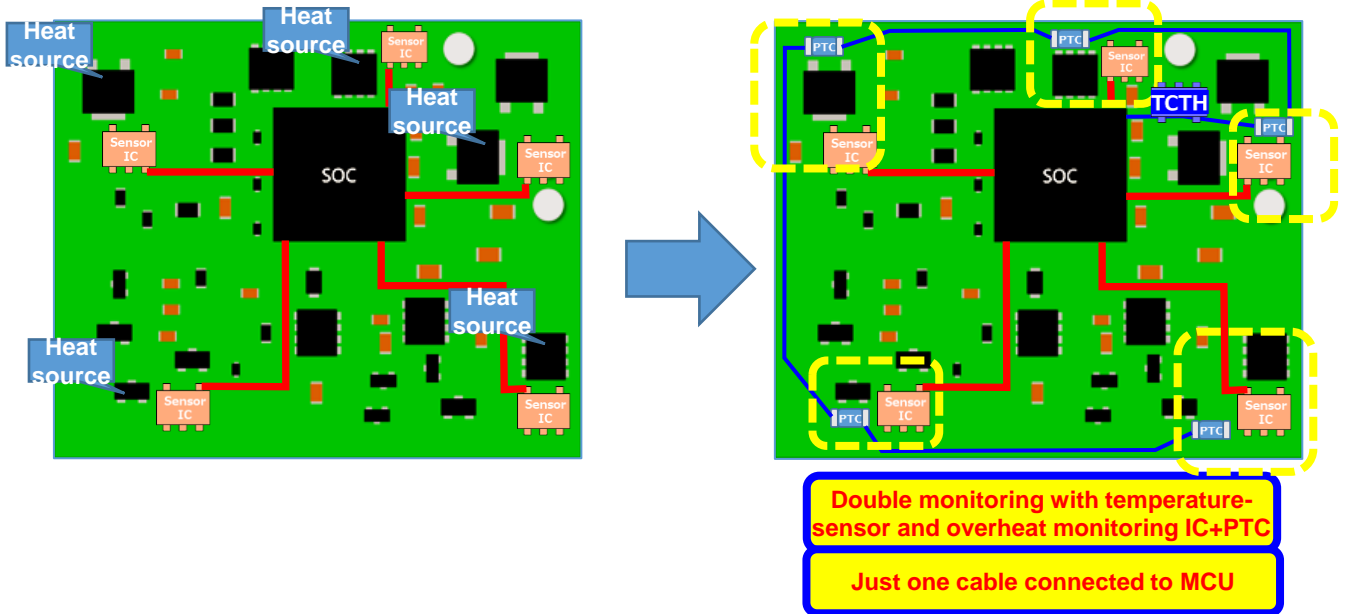 Heat
source
Heat
source
Sensor
IC
Heat
source
Sensor
IC
Sensor
IC
SOC
Heat
source
Heat
source
Sensor
IC
Sensor
IC
PTC
PTC
Sensor
IC
TCTH
PTC
Sensor
IC
Sensor
IC
SOC
PTC
Sensor
IC
PTC
Sensor
IC
Double monitoring with temperature-
sensor and overheat monitoring IC+PTC
Just one cable connected to MCU